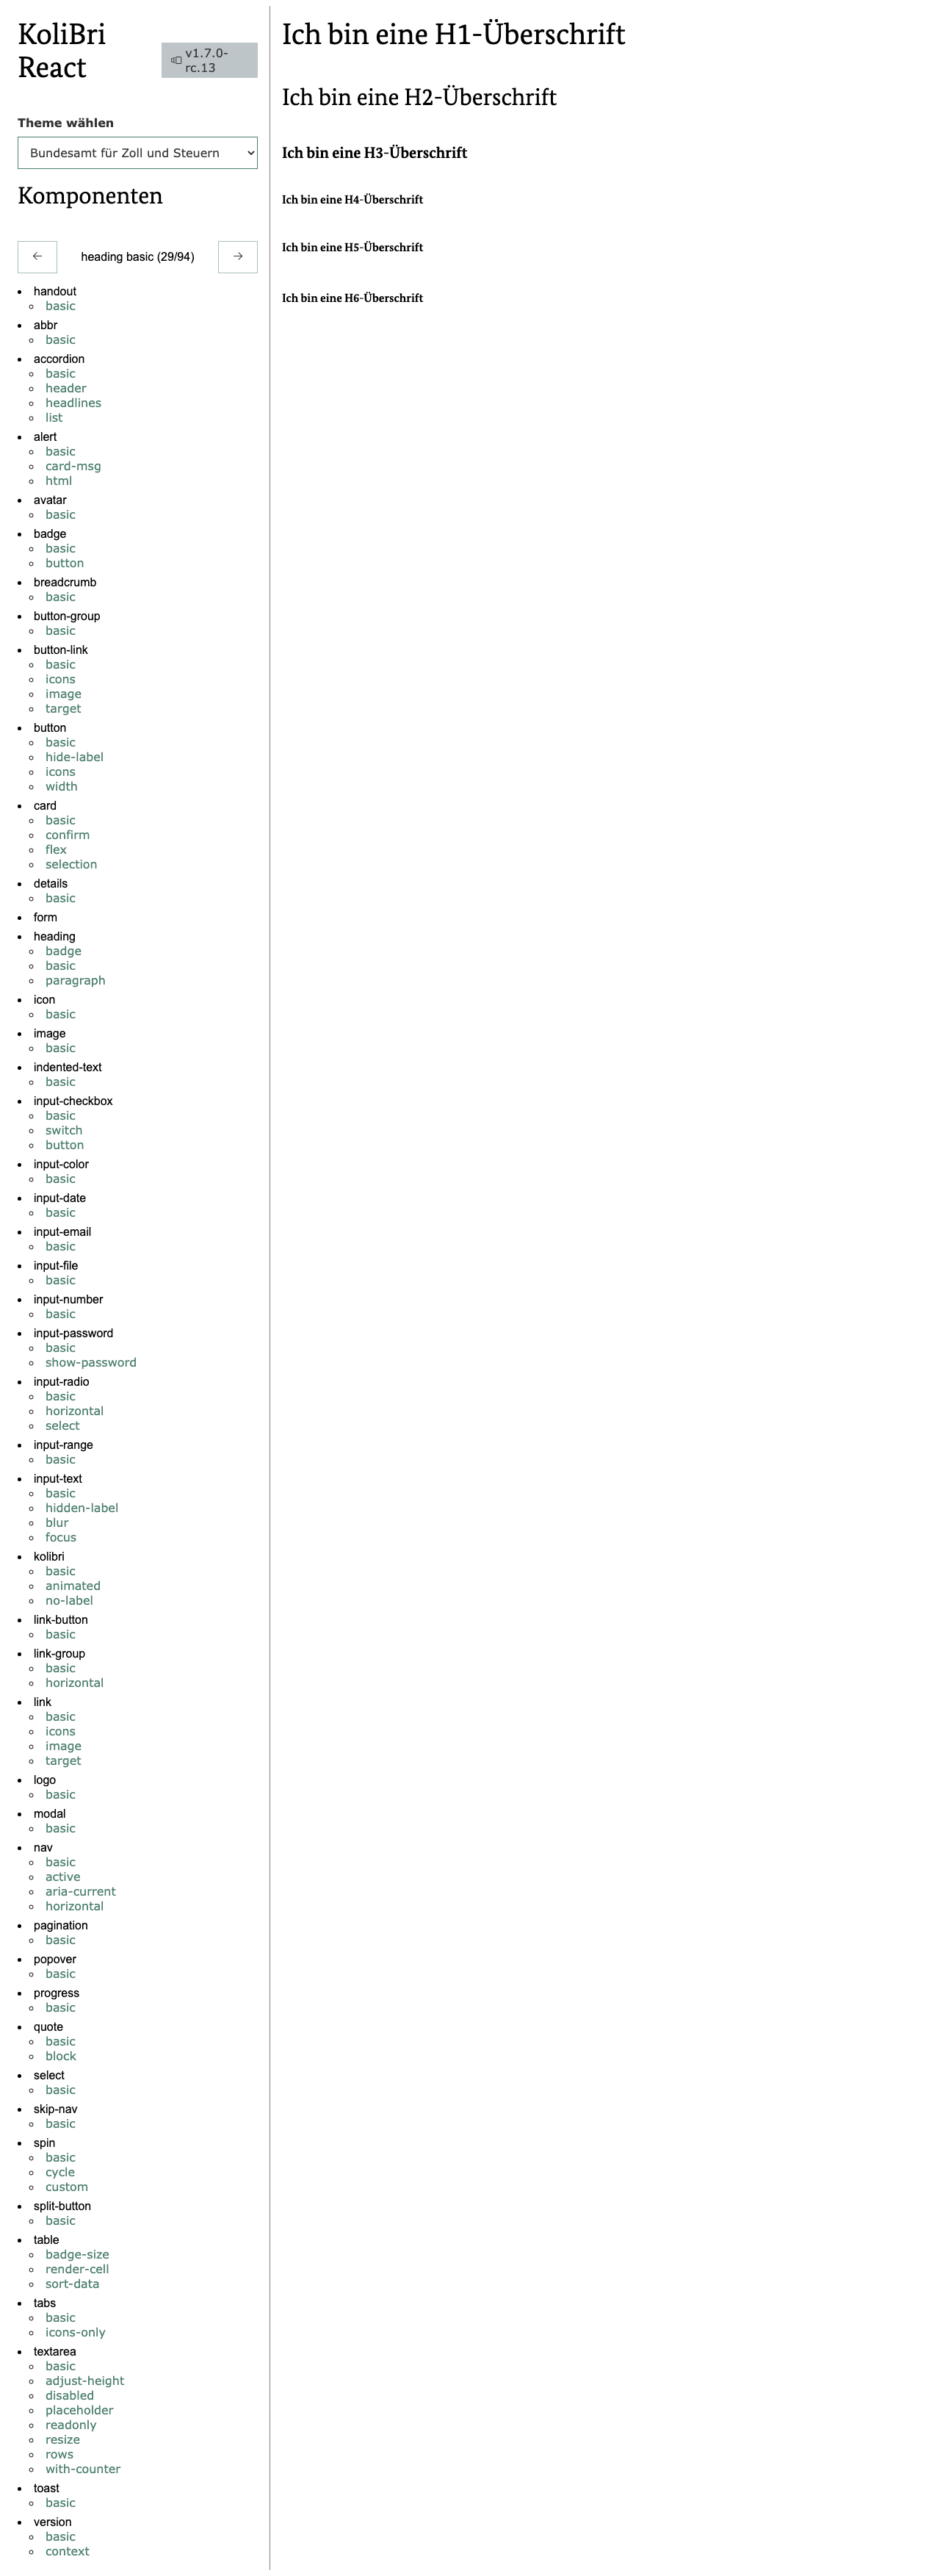 KoliBri
React
v1.7.0-
rc.13
Theme wählen
Bundesamt für Zoll und Steuern
Komponenten
← heading basic (29/94) →
handout
basic
abbr
basic
accordion
basic
header
headlines
list
alert
basic
card-msg
html
avatar
basic
badge
basic
button
breadcrumb
basic
button-group
basic
button-link
basic
icons
image
target
button
basic
hide-label
icons
width
card
basic
confirm
flex
selection
details
basic
form
heading
badge
basic
paragraph
icon
basic
image
basic
indented-text
basic
input-checkbox
basic
switch
button
input-color
basic
input-date
basic
input-email
basic
input-file
basic
input-number
basic
input-password
basic
show-password
input-radio
basic
horizontal
select
input-range
basic
input-text
basic
hidden-label
blur
focus
kolibri
basic
animated
no-label
link-button
basic
link-group
basic
horizontal
link
basic
icons
image
target
logo
basic
modal
basic
nav
basic
active
aria-current
horizontal
pagination
basic
popover
basic
progress
basic
quote
basic
block
select
basic
skip-nav
basic
spin
basic
cycle
custom
split-button
basic
table
badge-size
render-cell
sort-data
tabs
basic
icons-only
textarea
basic
adjust-height
disabled
placeholder
readonly
resize
rows
with-counter
toast
basic
version
basic
context
Ich bin eine H1-Überschrift
Ich bin eine H2-Überschrift
Ich bin eine H3-Überschrift
Ich bin eine H4-Überschrift
Ich bin eine H5-Überschrift
Ich bin eine H6-Überschrift